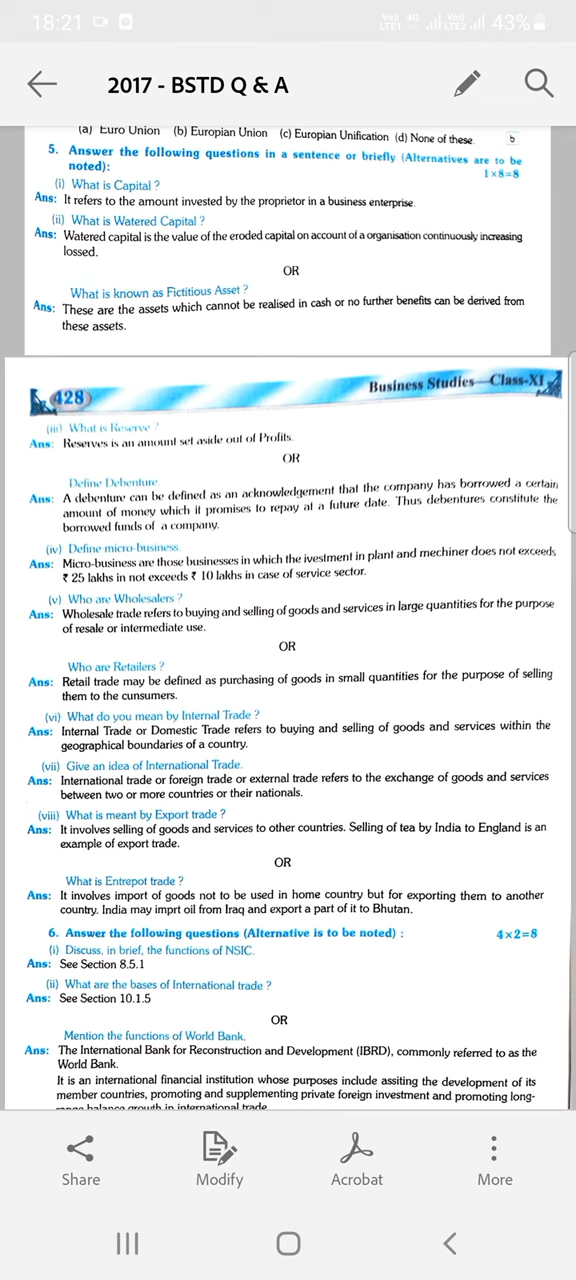 18:21 Vo)) 4G LTE1 Vo)) LTE2 43%
2017 - BSTD Q & A
(a) Euro Union (b) Europian Union (c) Europian Unification (d) None of these. b
5. Answer the following questions in a sentence or briefly (Alternatives are to be
noted): 1×8=8
(i) What is Capital ?
Ans: It refers to the amount invested by the proprietor in a business enterprise.
(ii) What is Watered Capital ?
Ans: Watered capital is the value of the eroded capital on account of a organisation continuously increasing
lossed.
OR
What is known as Fictitious Asset ?
Ans: These are the assets which cannot be realised in cash or no further benefits can be derived from
these assets.
428 Business Studies—Class-XI
(iii) What is Reserve ?
Ans: Reserves is an amount set aside out of Profits.
OR
Define Debenture.
Ans: A debenture can be defined as an acknowledgement that the company has borrowed a certain
amount of money which it promises to repay at a future date. Thus debentures constitute the
borrowed funds of a company.
(iv) Define micro-business.
Ans: Micro-business are those businesses in which the ivestment in plant and mechiner does not exceeds
₹ 25 lakhs in not exceeds ₹ 10 lakhs in case of service sector.
(v) Who are Wholesalers ?
Ans: Wholesale trade refers to buying and selling of goods and services in large quantities for the purpose
of resale or intermediate use.
OR
Who are Retailers ?
Ans: Retail trade may be defined as purchasing of goods in small quantities for the purpose of selling
them to the cunsumers.
(vi) What do you mean by Internal Trade ?
Ans: Internal Trade or Domestic Trade refers to buying and selling of goods and services within the
geographical boundaries of a country.
(vii) Give an idea of International Trade.
Ans: International trade or foreign trade or external trade refers to the exchange of goods and services
between two or more countries or their nationals.
(viii) What is meant by Export trade ?
Ans: It involves selling of goods and services to other countries. Selling of tea by India to England is an
example of export trade.
OR
What is Entrepot trade ?
Ans: It involves import of goods not to be used in home country but for exporting them to another
country. India may imprt oil from Iraq and export a part of it to Bhutan.
6. Answer the following questions (Alternative is to be noted) : 4×2=8
(i) Discuss, in brief, the functions of NSIC.
Ans: See Section 8.5.1
(ii) What are the bases of International trade ?
Ans: See Section 10.1.5
OR
Mention the functions of World Bank.
Ans: The International Bank for Reconstruction and Development (IBRD), commonly referred to as the
World Bank.
It is an international financial institution whose purposes include assiting the development of its
member countries, promoting and supplementing private foreign investment and promoting long-
range balance growth in international trade
Share Modify Acrobat More